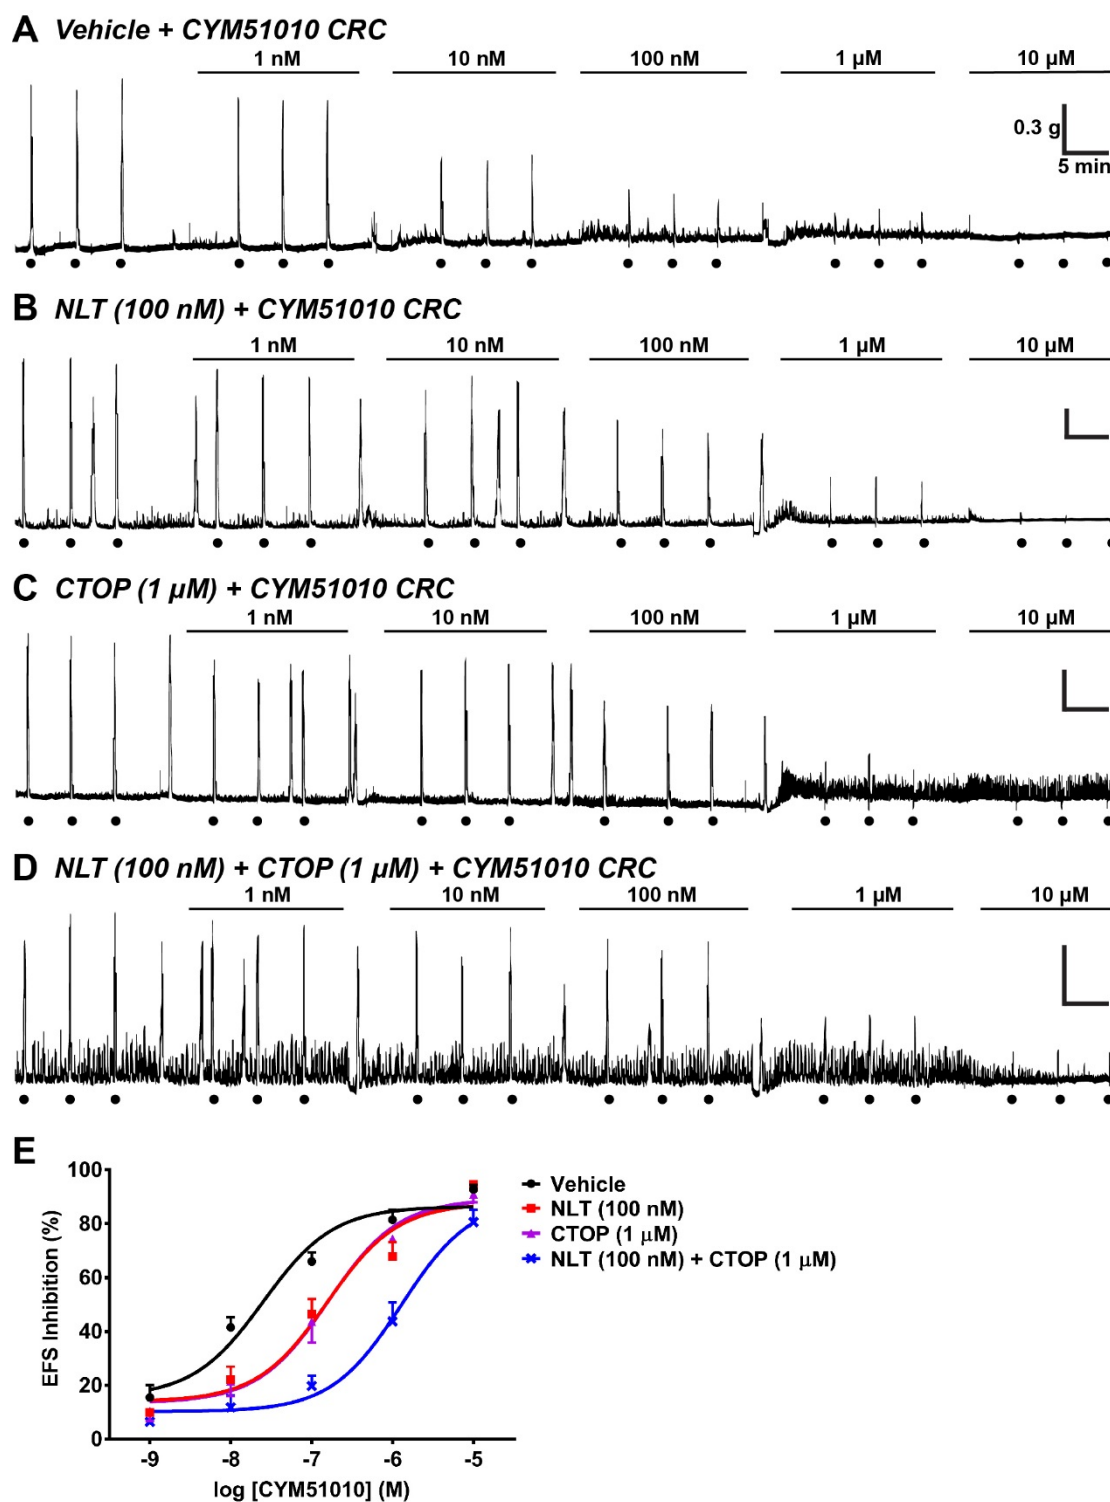 A Vehicle + CYM51010 CRC
1 nM 10 nM 100 nM 1 µM 10 µM
0.3 g
5 min
B NLT (100 nM) + CYM51010 CRC
1 nM 10 nM 100 nM 1 µM 10 µM
C CTOP (1 µM) + CYM51010 CRC
1 nM 10 nM 100 nM 1 µM 10 µM
D NLT (100 nM) + CTOP (1 µM) + CYM51010 CRC
1 nM 10 nM 100 nM 1 µM 10 µM
E
EFS Inhibition (%)
100
80
60
40
20
0
-9 -8 -7 -6 -5
log [CYM51010] (M)
Vehicle
NLT (100 nM)
CTOP (1 µM)
NLT (100 nM) + CTOP (1 µM)